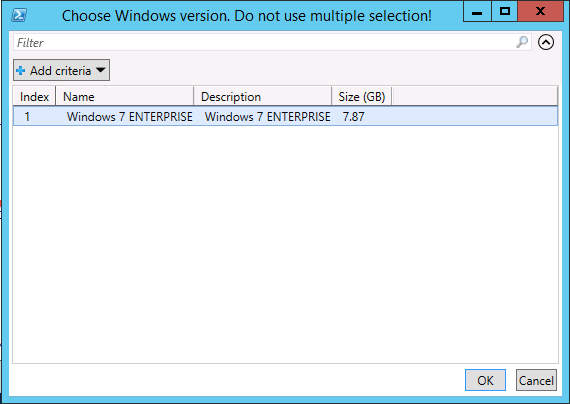 Choose Windows version. Do not use multiple selection!
Filter
Add criteria
Index Name Description Size (GB)
1 Windows 7 ENTERPRISE Windows 7 ENTERPRISE 7.87
OK Cancel